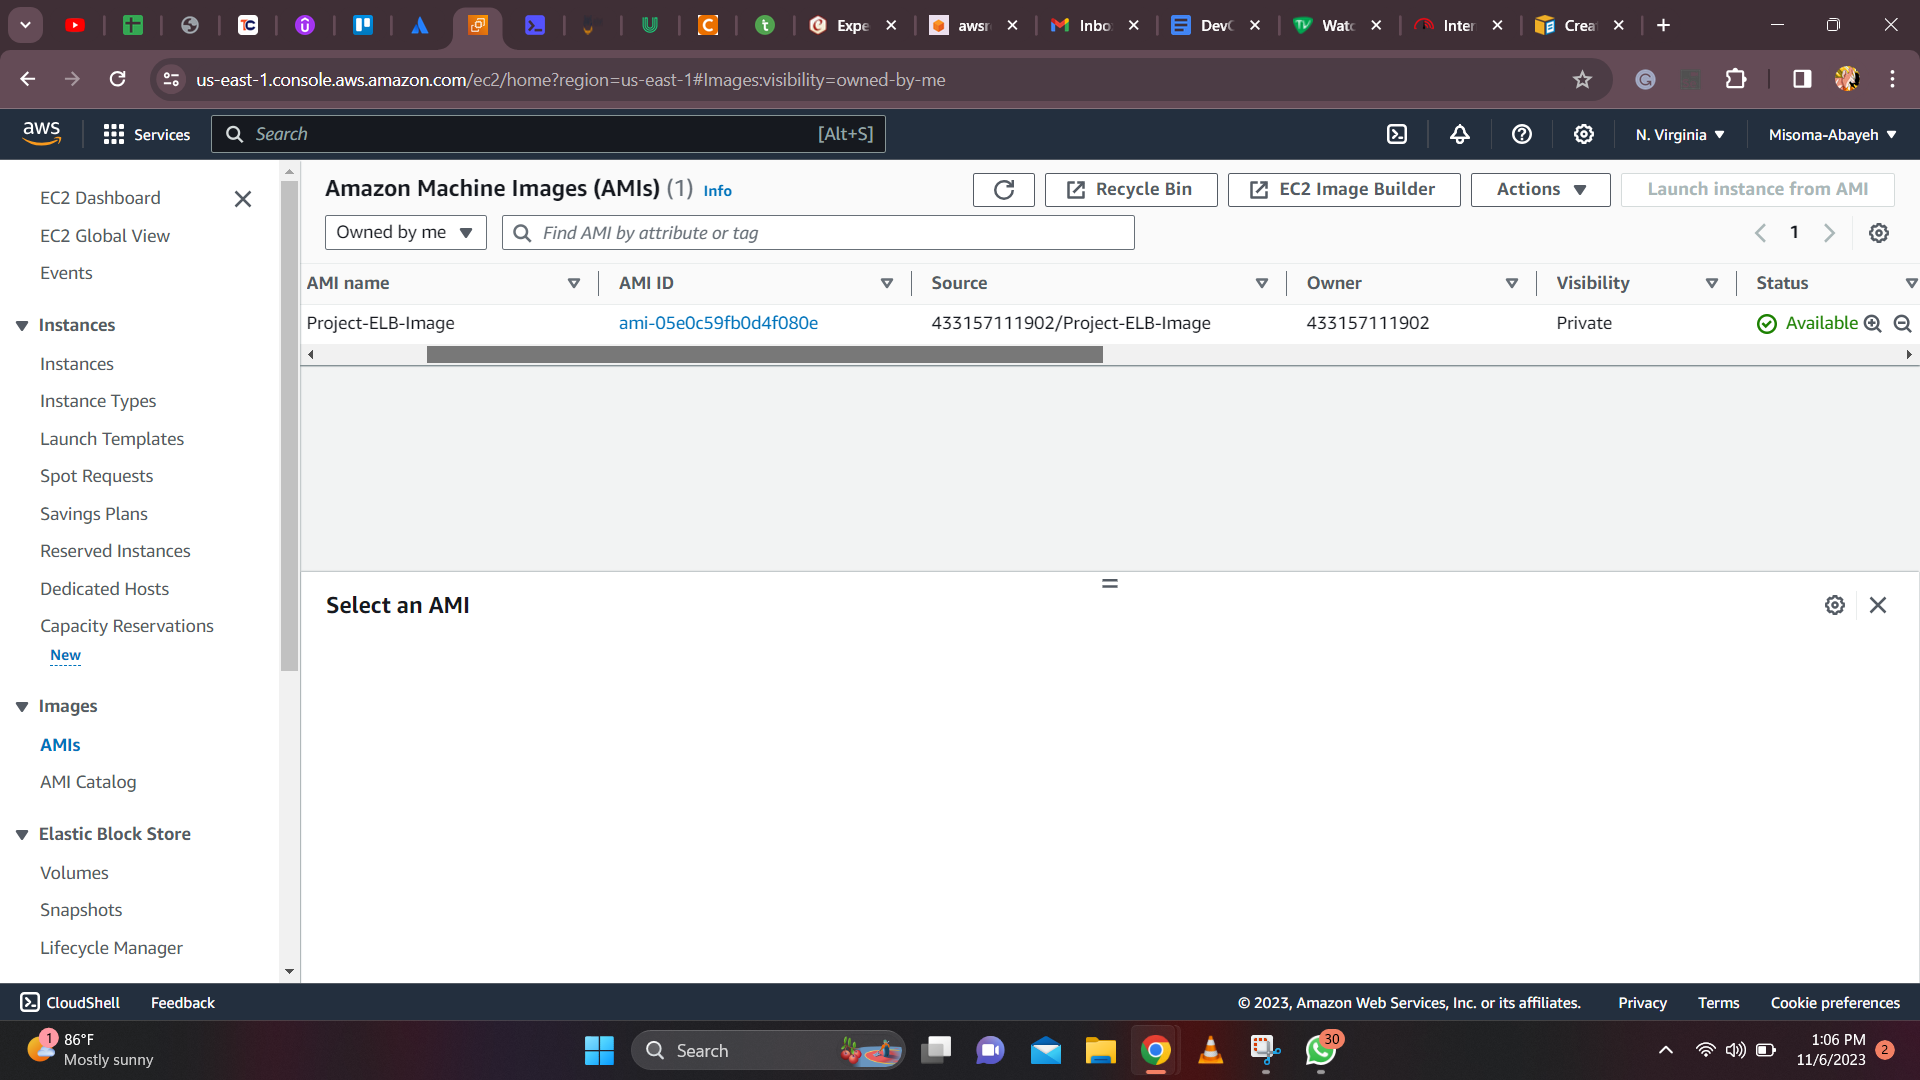 Expe
awsr
Inbo
DevC
Watc
Inter
Crea
us-east-1.console.aws.amazon.com/ec2/home?region=us-east-1#Images:visibility=owned-by-me
aws
Services
Search
[Alt+S]
N. Virginia
Misoma-Abayeh
EC2 Dashboard
EC2 Global View
Events
Instances
Instances
Instance Types
Launch Templates
Spot Requests
Savings Plans
Reserved Instances
Dedicated Hosts
Capacity Reservations
New
Images
AMIs
AMI Catalog
Elastic Block Store
Volumes
Snapshots
Lifecycle Manager
Amazon Machine Images (AMIs) (1) Info
Recycle Bin
EC2 Image Builder
Actions
Launch instance from AMI
Owned by me
Find AMI by attribute or tag
1
AMI name
AMI ID
Source
Owner
Visibility
Status
Project-ELB-Image
ami-05e0c59fb0d4f080e
433157111902/Project-ELB-Image
433157111902
Private
Available
Select an AMI
CloudShell
Feedback
© 2023, Amazon Web Services, Inc. or its affiliates.
Privacy
Terms
Cookie preferences
1
86°F
Mostly sunny
Search
30
1:06 PM
11/6/2023
2